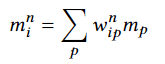 $m_i^n = \sum_p w_{ip}^n m_p$